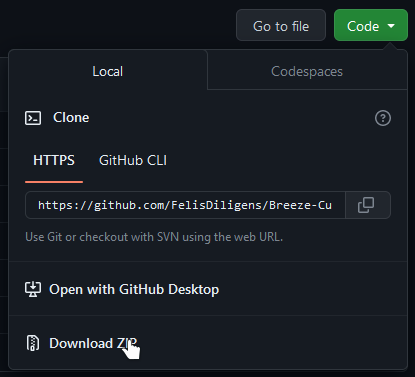 Go to file
Code
Local
Codespaces
Clone
HTTPS
GitHub CLI
https://github.com/FelisDiligens/Breeze-Cu
Use Git or checkout with SVN using the web URL.
Open with GitHub Desktop
Download ZIP